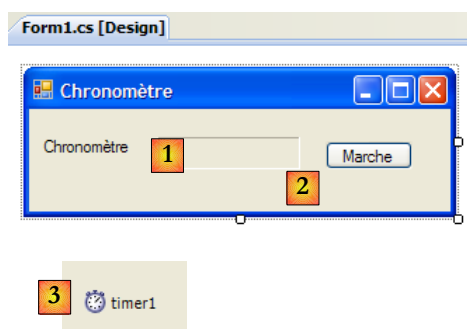 Form1.cs [Design]
Chronomètre
Chronomètre 1 Marche
2
3 timer1